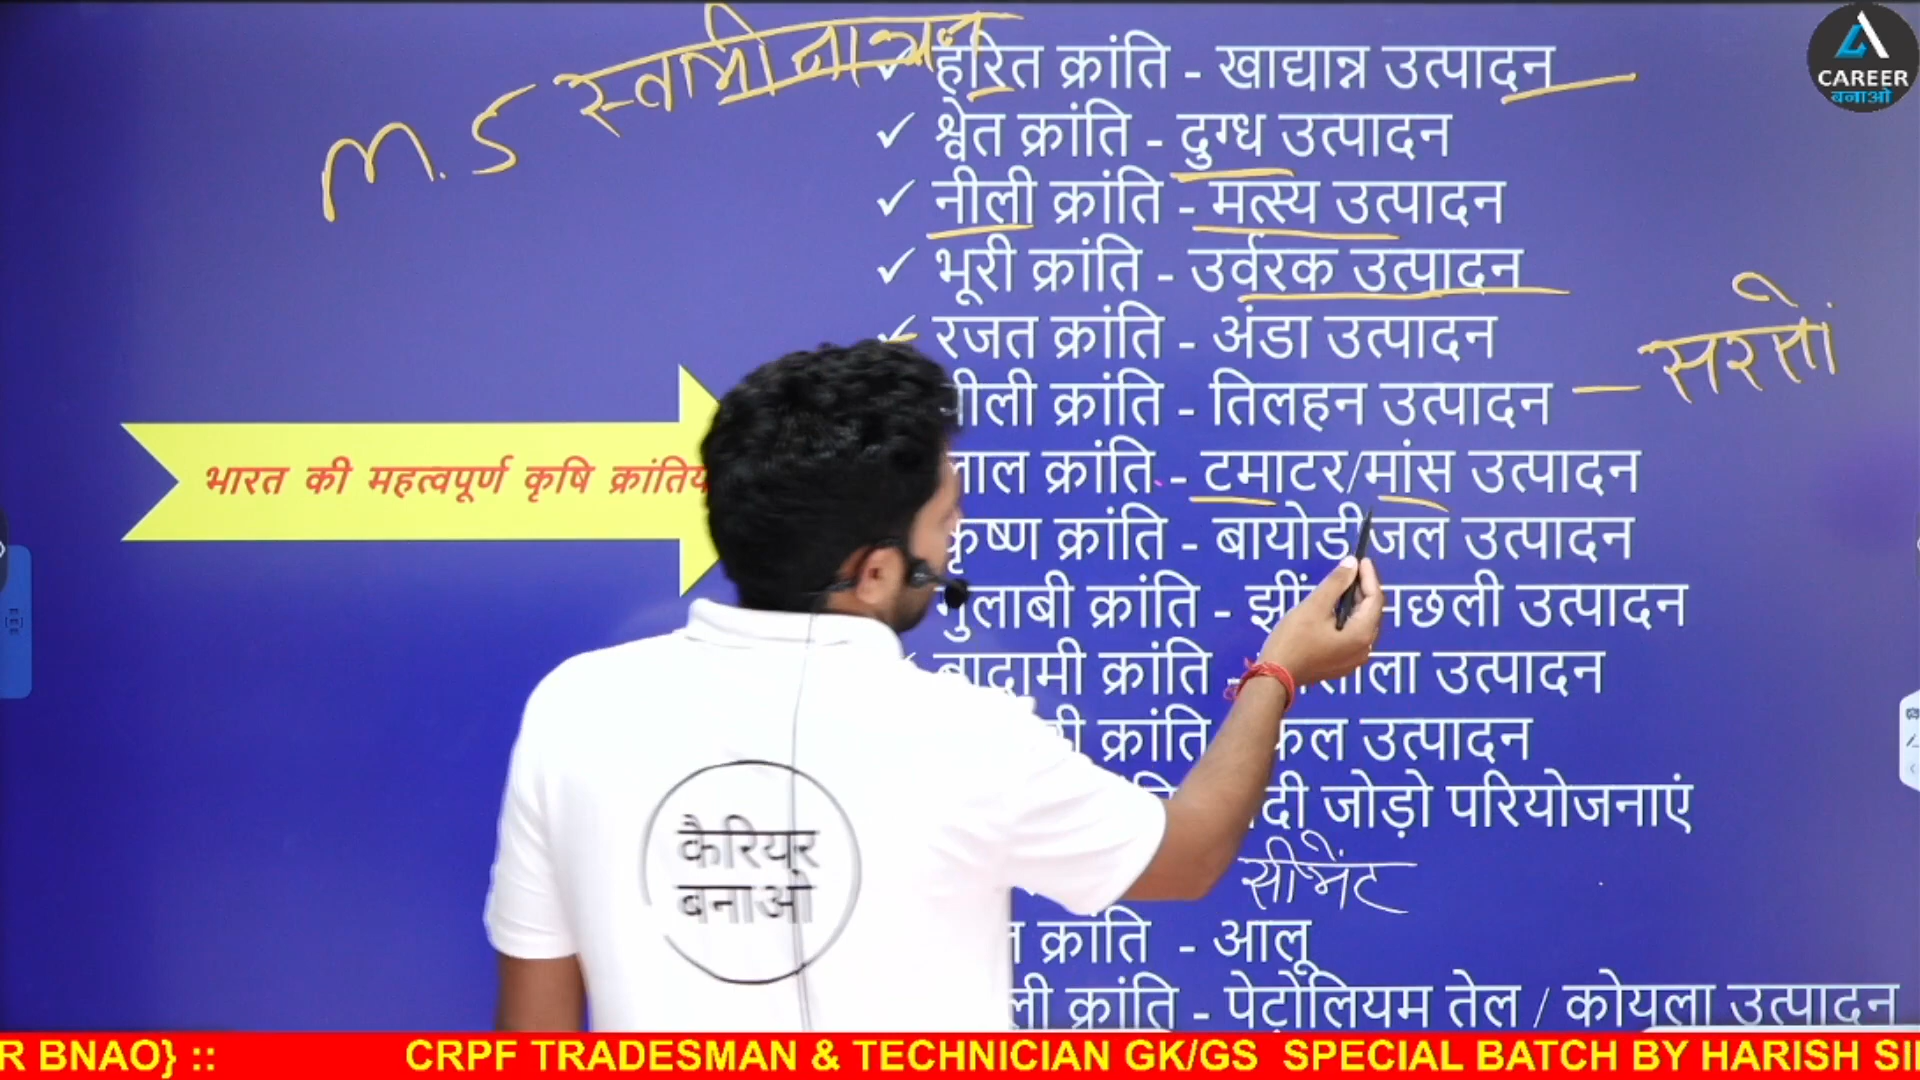 M. S स्वामीनाथन
हरित क्रांति - खाद्यान्न उत्पादन
श्वेत क्रांति - दुग्ध उत्पादन
नीली क्रांति - मत्स्य उत्पादन
भूरी क्रांति - उर्वरक उत्पादन
रजत क्रांति - अंडा उत्पादन
क्रांति - तिलहन उत्पादन - सरसों
क्रांति - टमाटर/मांस उत्पादन
कृष्ण क्रांति - बायोडीजल उत्पादन
गुलाबी क्रांति - मछली उत्पादन
बादामी क्रांति - उत्पादन
क्रांति उत्पादन
जोड़ो परियोजनाएं
सीमेंट
क्रांति - आलू
क्रांति - पेट्रोलियम तेल / कोयला उत्पादन
भारत की महत्वपूर्ण कृषि
CAREER
बनाओ
कैरियर
बनाओ
R BNAO} :: CRPF TRADESMAN & TECHNICIAN GK/GS SPECIAL BATCH BY HARISH